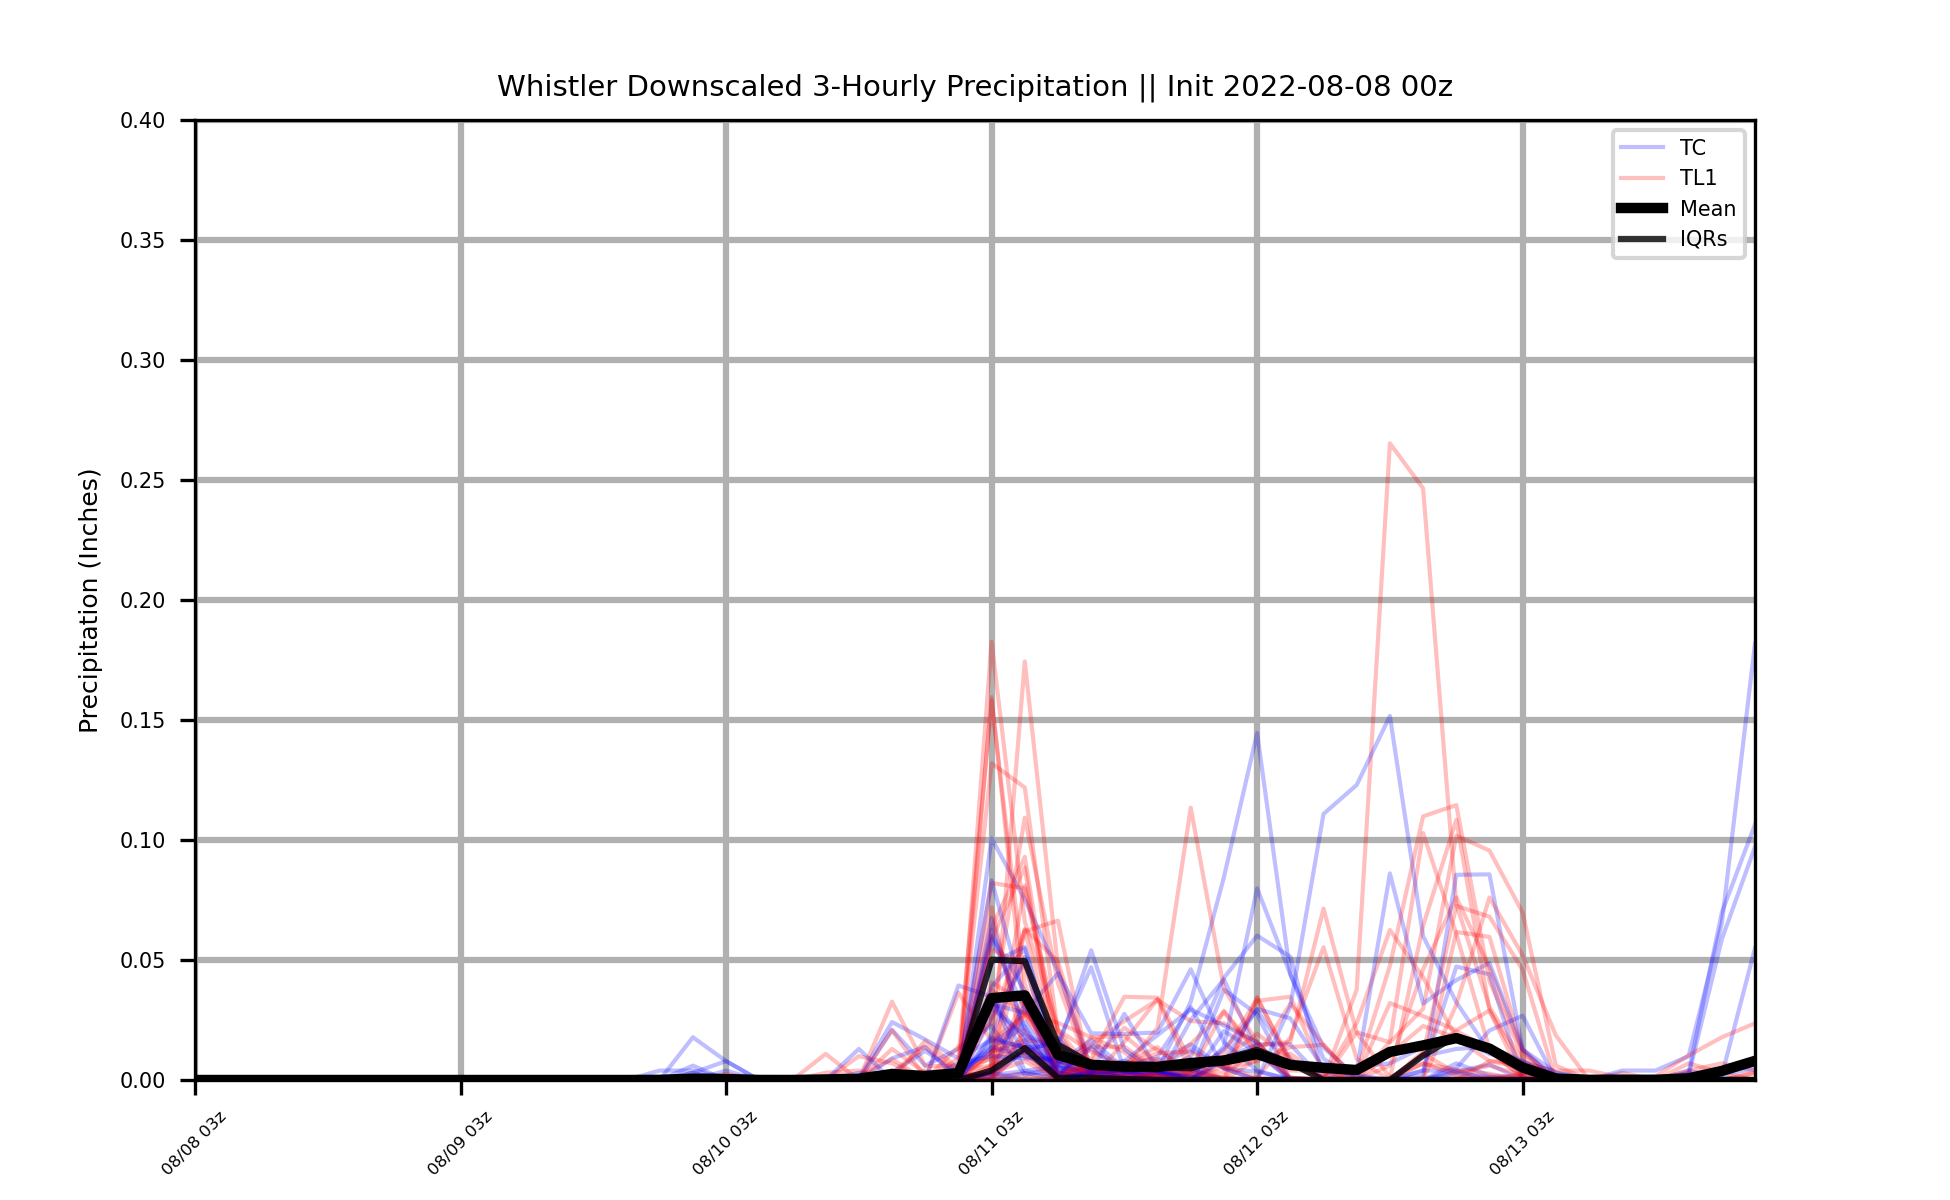 Whistler Downscaled 3-Hourly Precipitation || Init 2022-08-08 00z
0.40
0.35
0.30
0.25
0.20
0.15
0.10
0.05
0.00
Precipitation (Inches)
TC
TL1
Mean
IQRs
08/08 03z
08/09 03z
08/10 03z
08/11 03z
08/12 03z
08/13 03z